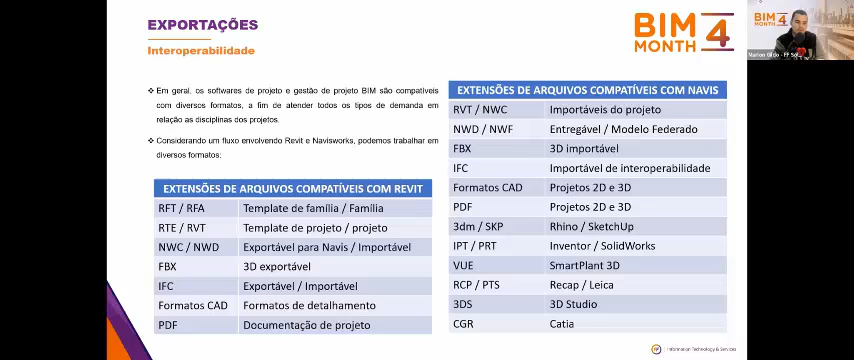 EXPORTAÇÕES
Interoperabilidade
BIM
MONTH 4
BIM 4
MONTH
Em geral, os softwares de projeto e gestão de projeto BIM são compatíveis
com diversos formatos, a fim de atender todos os tipos de demanda em
relação as disciplinas dos projetos.
Considerando um fluxo envolvendo Revit e Navisworks, podemos trabalhar em
diversos formatos:
EXTENSÕES DE ARQUIVOS COMPATÍVEIS COM REVIT
RFT / RFA Template de família / Família
RTE / RVT Template de projeto / projeto
NWC / NWD Exportável para Navis / Importável
FBX 3D exportável
IFC Exportável / Importável
Formatos CAD Formatos de detalhamento
PDF Documentação de projeto
EXTENSÕES DE ARQUIVOS COMPATÍVEIS COM NAVIS
RVT / NWC Importáveis do projeto
NWD / NWF Entregável / Modelo Federado
FBX 3D importável
IFC Importável de interoperabilidade
Formatos CAD Projetos 2D e 3D
PDF Projetos 2D e 3D
3dm / SKP Rhino / SketchUp
IPT / PRT Inventor / SolidWorks
VUE SmartPlant 3D
RCP / PTS Recap / Leica
3DS 3D Studio
CGR Catia
Information Technology & Services